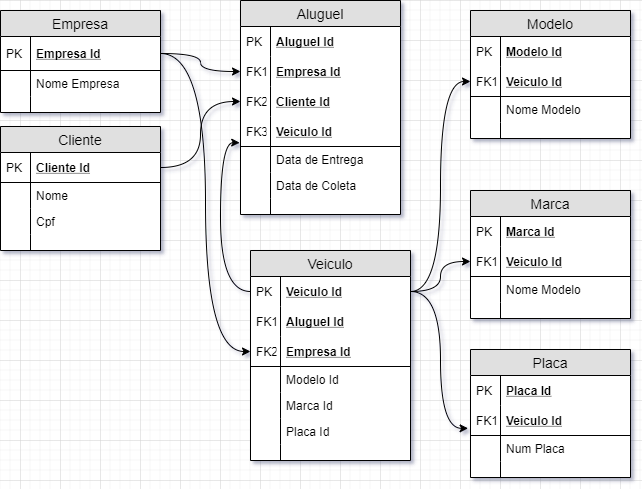 Empresa
PK Empresa Id
Nome Empresa
Cliente
PK Cliente Id
Nome
Cpf
Aluguel
PK Aluguel Id
FK1 Empresa Id
FK2 Cliente Id
FK3 Veiculo Id
Data de Entrega
Data de Coleta
Veiculo
PK Veiculo Id
FK1 Aluguel Id
FK2 Empresa Id
Modelo Id
Marca Id
Placa Id
Modelo
PK Modelo Id
FK1 Veiculo Id
Nome Modelo
Marca
PK Marca Id
FK1 Veiculo Id
Nome Modelo
Placa
PK Placa Id
FK1 Veiculo Id
Num Placa